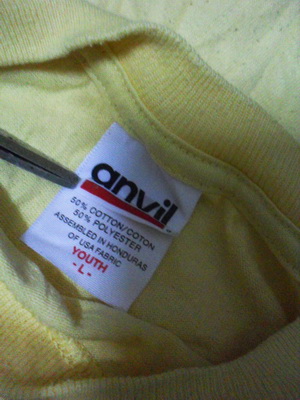 anvil
50% COTTON/COTON
50% POLYESTER
ASSEMBLED IN HONDURAS
OF USA FABRIC
YOUTH
- L -